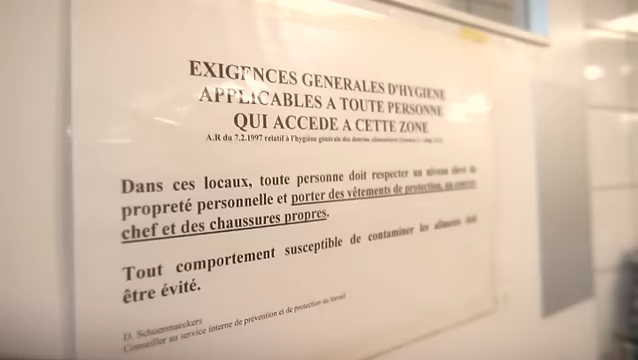 EXIGENCES GENERALES D'HYGIENE
APPLICABLES A TOUTE PERSONNE
QUI ACCEDE A CETTE ZONE
A.R du 7.2.1997 relatif à l'hygiène générale des denrées alimentaires
Dans ces locaux, toute personne doit respecter un niveau élevé de
propreté personnelle et porter des vêtements de protection, un couvre
chef et des chaussures propres.
Tout comportement susceptible de contaminer les aliments doit
être évité.
D. Schoenmaeckers
Conseiller au service interne de prévention et de protection au travail